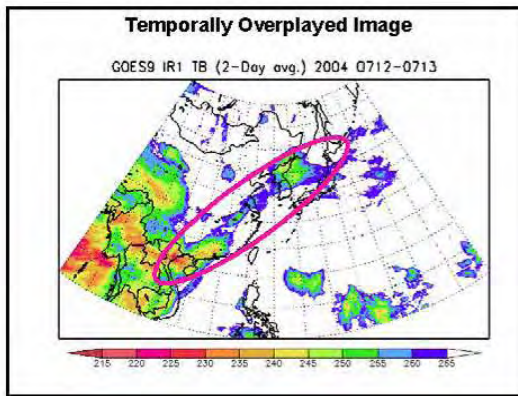 Temporally Overplayed Image
GOES9 IR1 TB (2-Day avg.) 2004 0712-0713
215 220 225 230 235 240 245 250 255 260 265